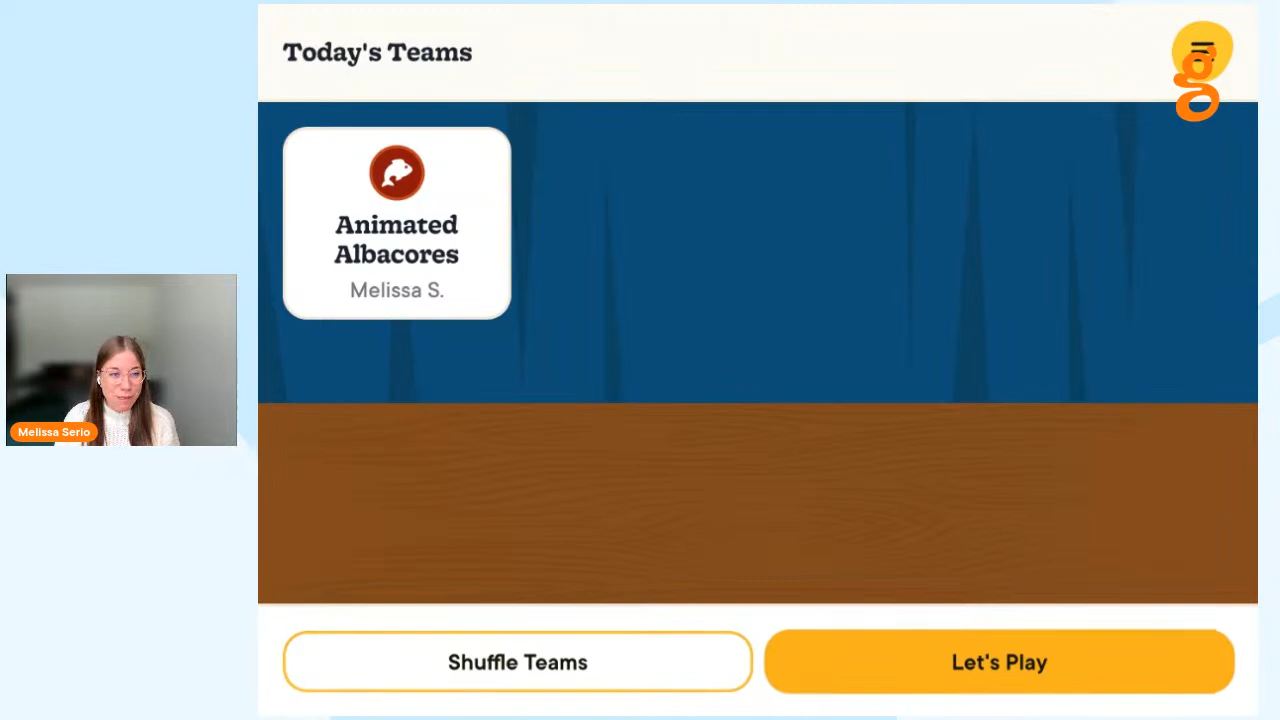 Today's Teams
g
Animated
Albacores
Melissa S.
Melissa Serio
Shuffle Teams
Let's Play